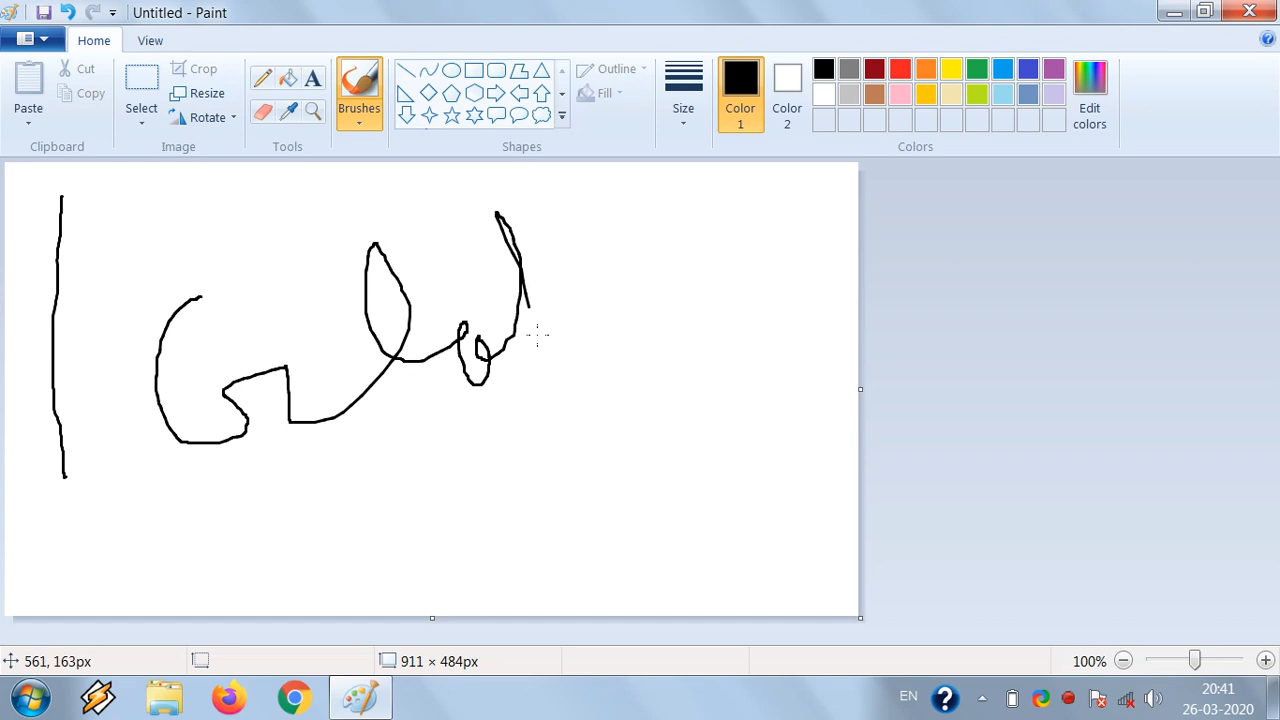 Untitled - Paint
Home View
Paste
Cut
Copy
Clipboard
Select
Crop
Resize
Rotate
Image
A
Tools
Brushes
Outline
Fill
Shapes
Size
Color 1
Color 2
Edit colors
Colors
561, 163px
911 × 484px
100%
EN
20:41
26-03-2020